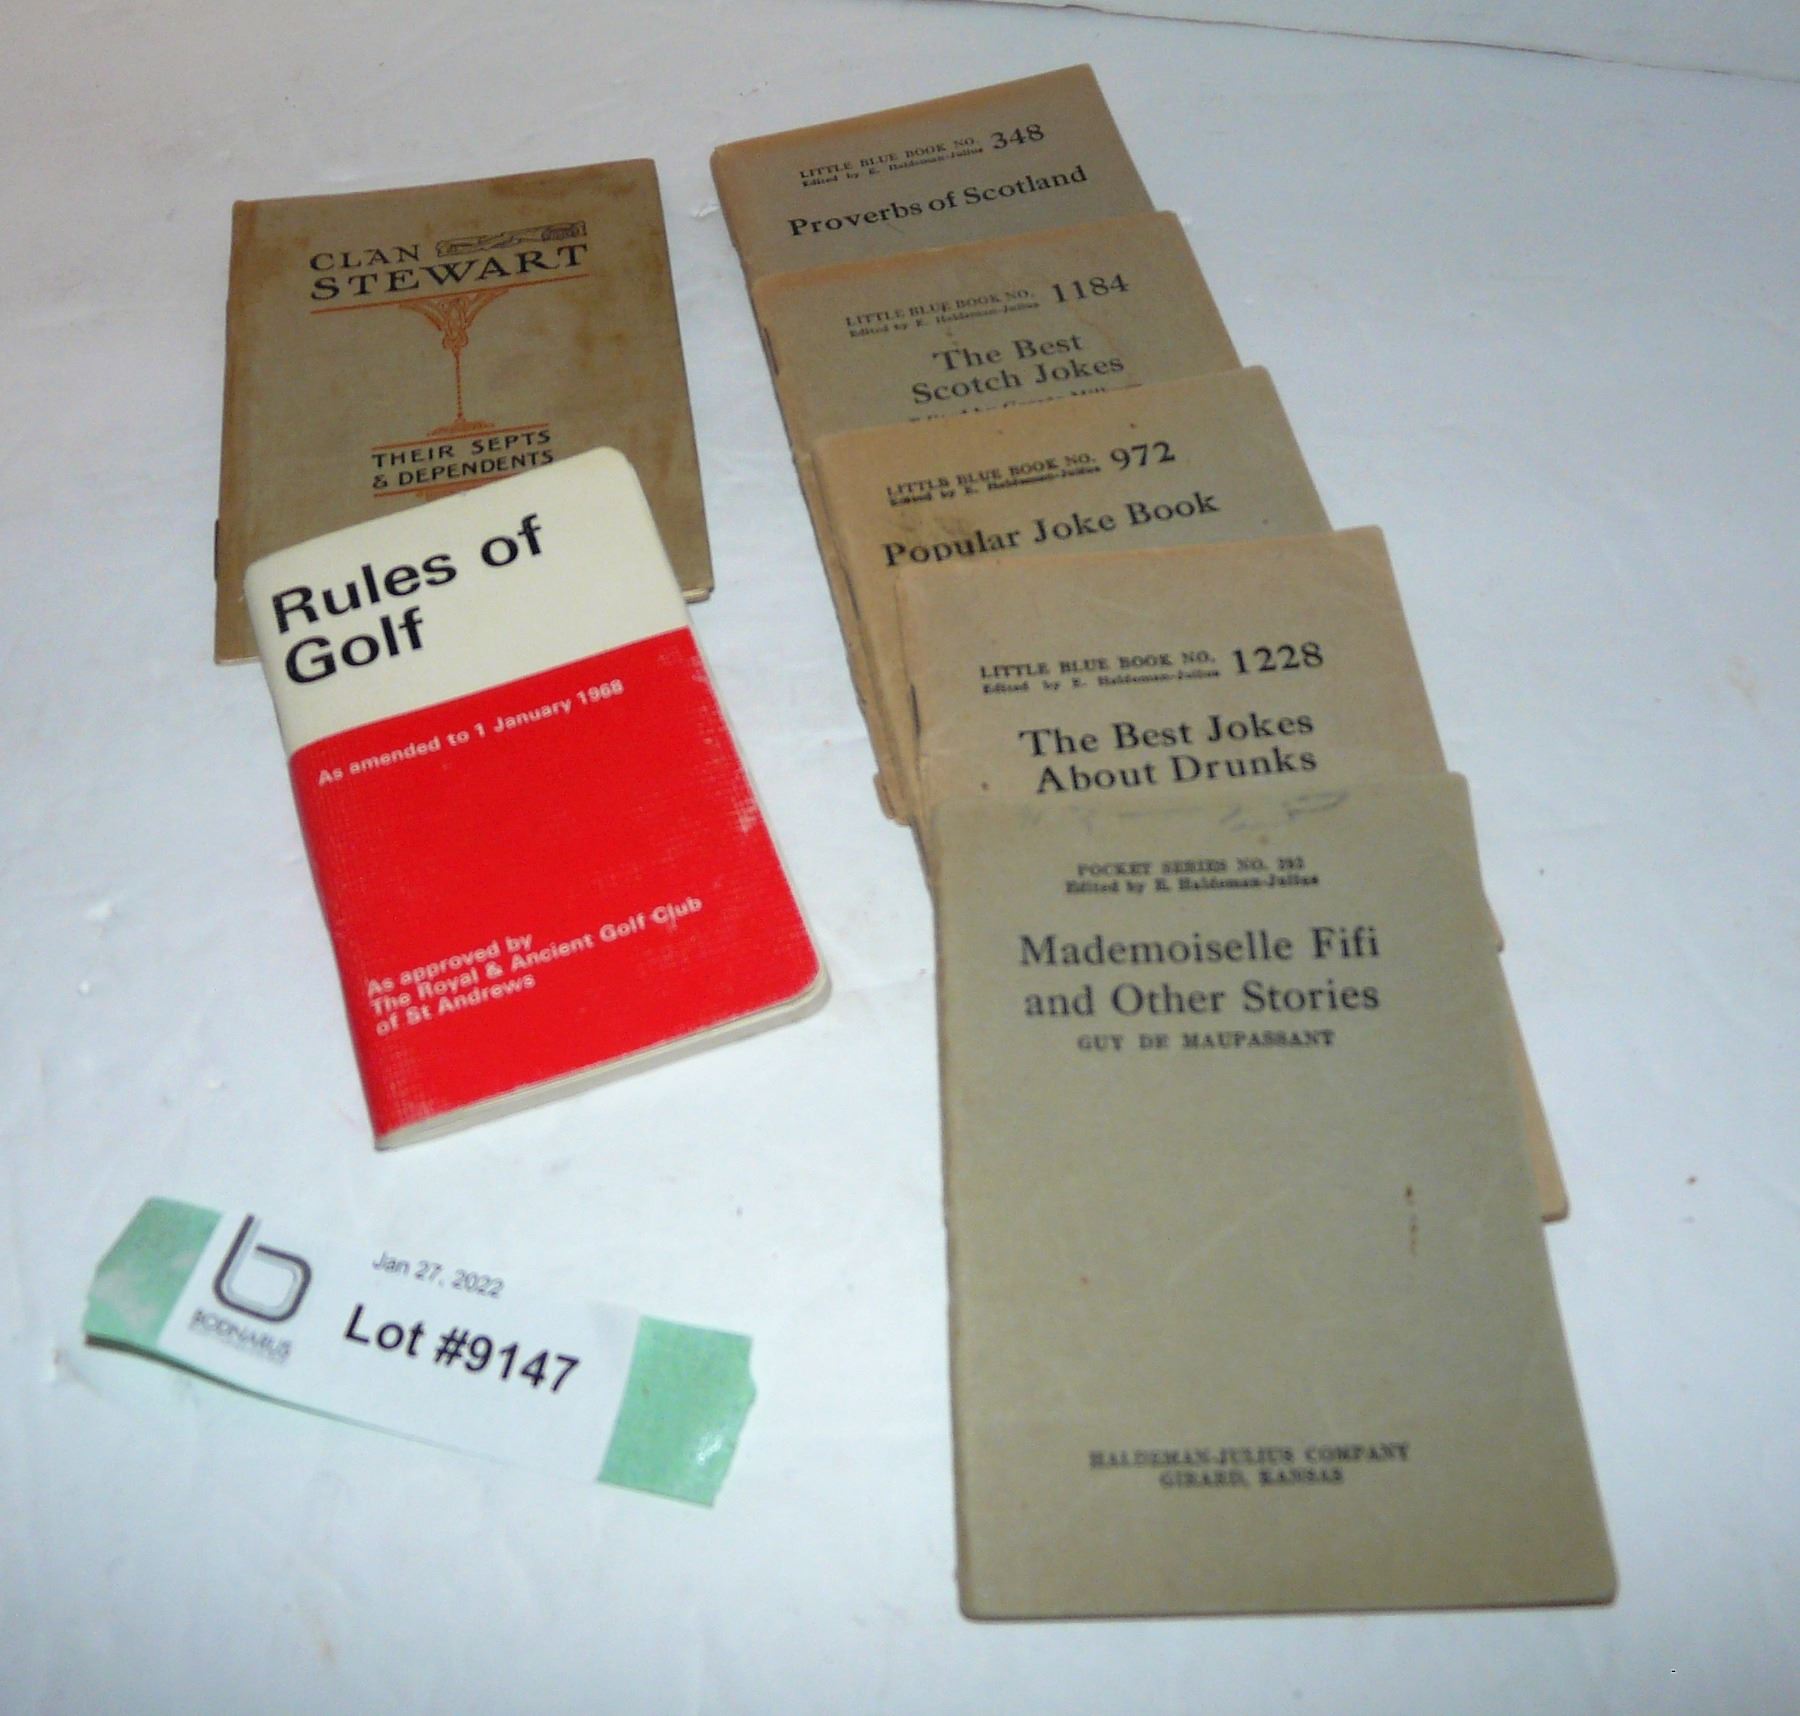 CLAN
STEWART
THEIR SEPTS
& DEPENDENTS
Rules of
Golf
As amended to 1 January 1968
As approved by
The Royal & Ancient Golf Club
of St Andrews
LITTLE BLUE BOOK NO. 348
Edited by E. Haldeman-Julius
Proverbs of Scotland
LITTLE BLUE BOOK NO. 1184
Edited by E. Haldeman-Julius
The Best
Scotch Jokes
LITTLE BLUE BOOK NO. 972
Edited by E. Haldeman-Julius
Popular Joke Book
LITTLE BLUE BOOK NO. 1228
Edited by E. Haldeman-Julius
The Best Jokes
About Drunks
POCKET SERIES NO. 292
Edited by E. Haldeman-Julius
Mademoiselle Fifi
and Other Stories
GUY DE MAUPASSANT
HALDEMAN-JULIUS COMPANY
GIRARD, KANSAS
Jan 27, 2022
Lot #9147
BODNARUS